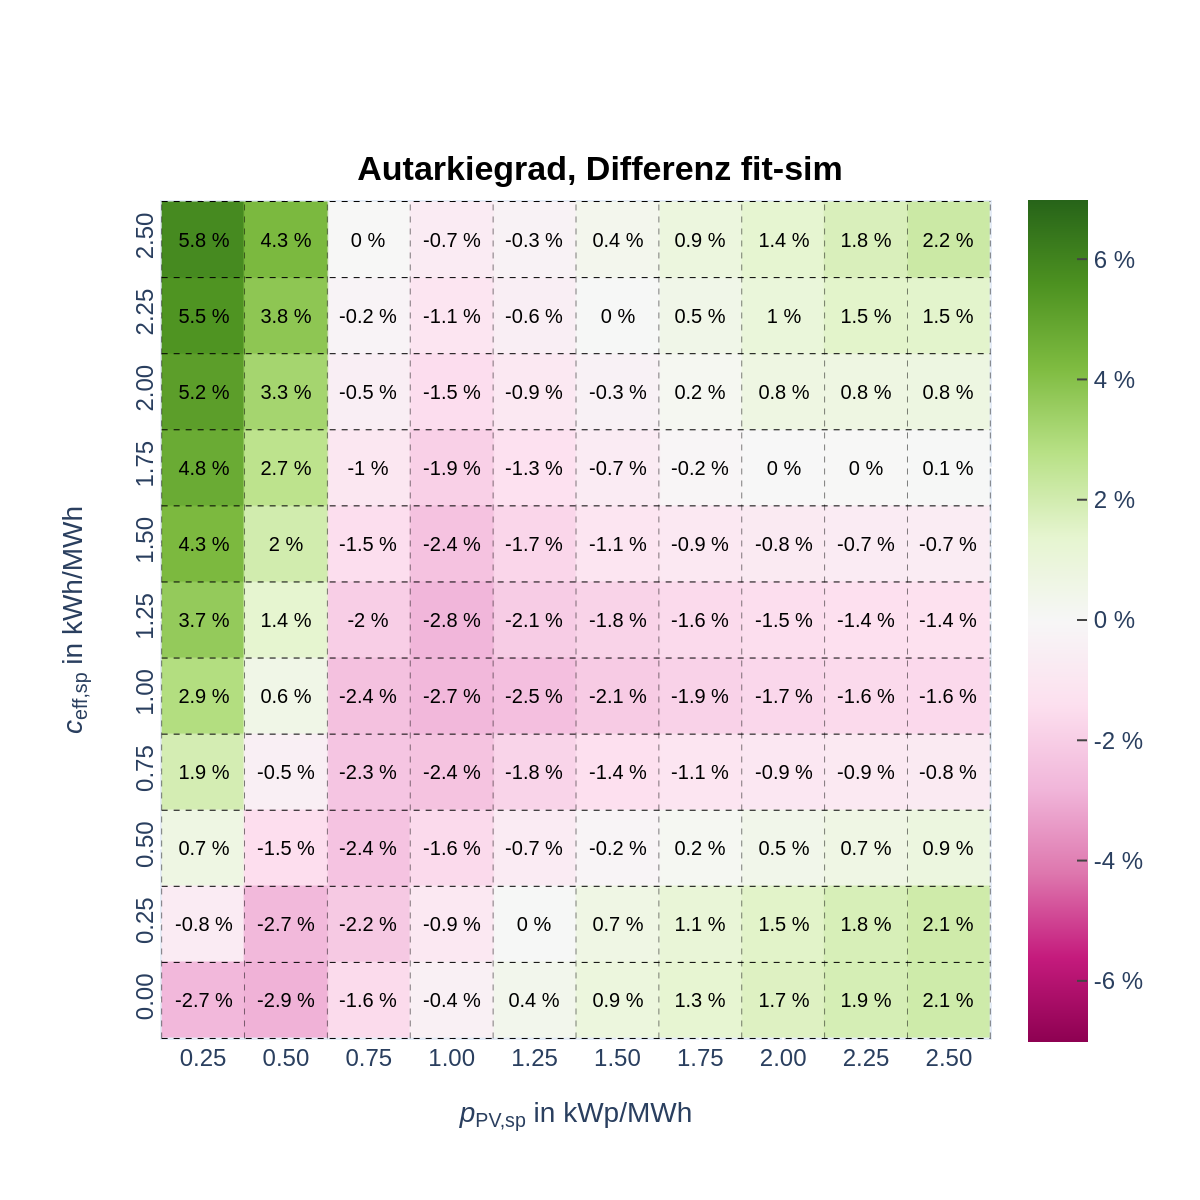 Autarkiegrad, Differenz fit-sim
2.50 5.8 % 4.3 % 0 % -0.7 % -0.3 % 0.4 % 0.9 % 1.4 % 1.8 % 2.2 %
2.25 5.5 % 3.8 % -0.2 % -1.1 % -0.6 % 0 % 0.5 % 1 % 1.5 % 1.5 %
2.00 5.2 % 3.3 % -0.5 % -1.5 % -0.9 % -0.3 % 0.2 % 0.8 % 0.8 % 0.8 %
1.75 4.8 % 2.7 % -1 % -1.9 % -1.3 % -0.7 % -0.2 % 0 % 0 % 0.1 %
1.50 4.3 % 2 % -1.5 % -2.4 % -1.7 % -1.1 % -0.9 % -0.8 % -0.7 % -0.7 %
1.25 3.7 % 1.4 % -2 % -2.8 % -2.1 % -1.8 % -1.6 % -1.5 % -1.4 % -1.4 %
1.00 2.9 % 0.6 % -2.4 % -2.7 % -2.5 % -2.1 % -1.9 % -1.7 % -1.6 % -1.6 %
0.75 1.9 % -0.5 % -2.3 % -2.4 % -1.8 % -1.4 % -1.1 % -0.9 % -0.9 % -0.8 %
0.50 0.7 % -1.5 % -2.4 % -1.6 % -0.7 % -0.2 % 0.2 % 0.5 % 0.7 % 0.9 %
0.25 -0.8 % -2.7 % -2.2 % -0.9 % 0 % 0.7 % 1.1 % 1.5 % 1.8 % 2.1 %
0.00 -2.7 % -2.9 % -1.6 % -0.4 % 0.4 % 0.9 % 1.3 % 1.7 % 1.9 % 2.1 %
0.25 0.50 0.75 1.00 1.25 1.50 1.75 2.00 2.25 2.50
pPV,sp in kWp/MWh
ceff,sp in kWh/MWh
6 %
4 %
2 %
0 %
-2 %
-4 %
-6 %